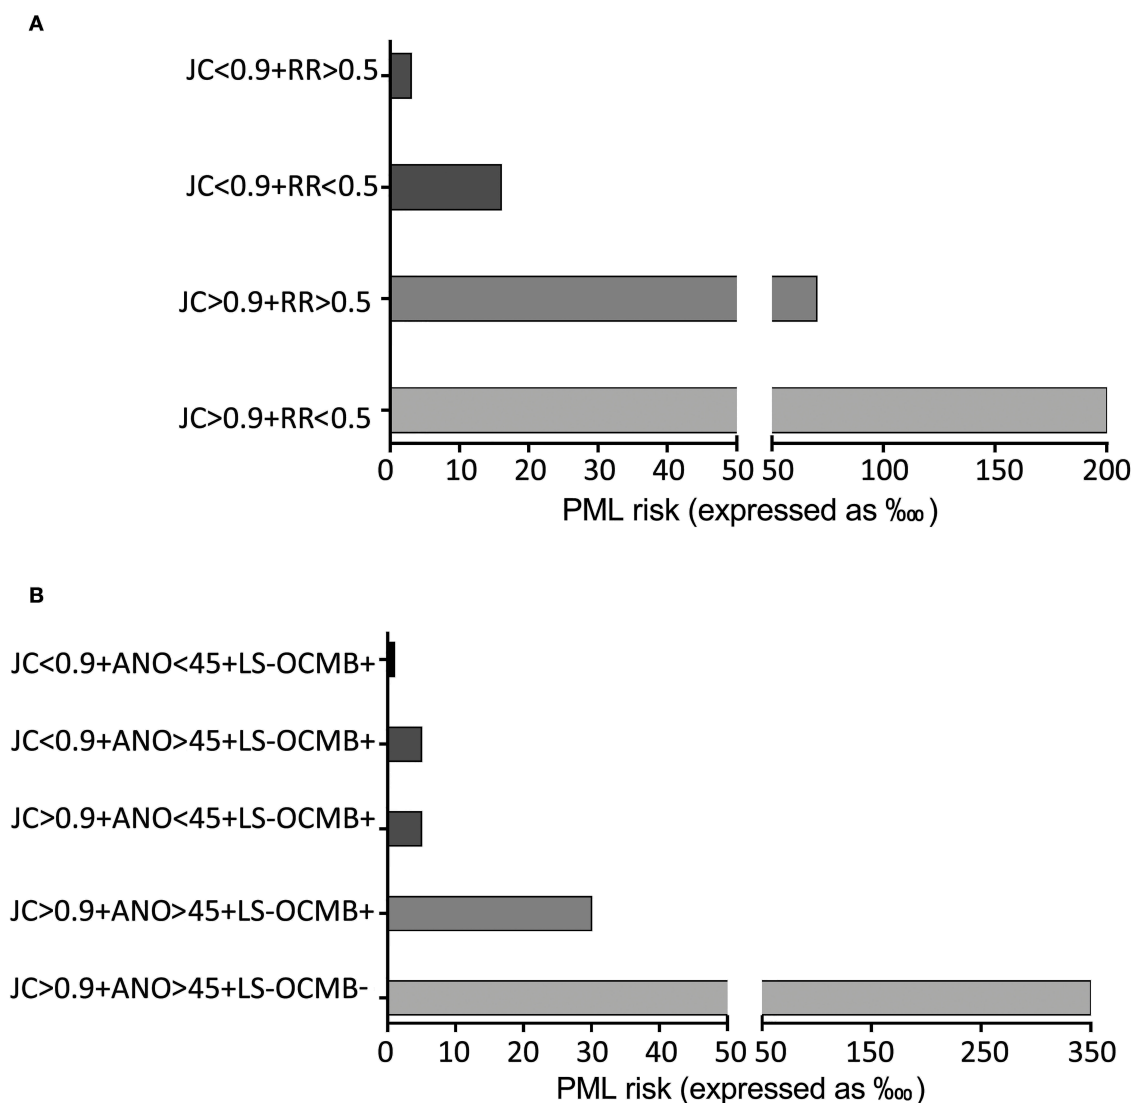 A
JC<0.9+RR>0.5
JC<0.9+RR<0.5
JC>0.9+RR>0.5
JC>0.9+RR<0.5
0 10 20 30 40 50 50 100 150 200
PML risk (expressed as ‱)
B
JC<0.9+ANO<45+LS-OCMB+
JC<0.9+ANO>45+LS-OCMB+
JC>0.9+ANO<45+LS-OCMB+
JC>0.9+ANO>45+LS-OCMB+
JC>0.9+ANO>45+LS-OCMB-
0 10 20 30 40 50 50 150 250 350
PML risk (expressed as ‱)